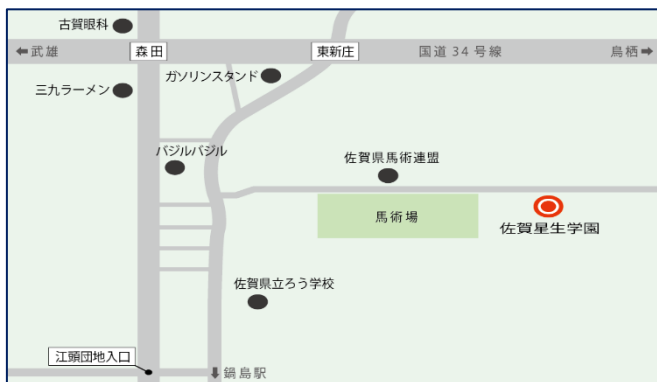 古賀眼科
⬅武雄
森田
東新庄
国道34号線
鳥栖➡
ガソリンスタンド
三九ラーメン
バジルバジル
佐賀県馬術連盟
馬術場
佐賀星生学園
佐賀県立ろう学校
江頭団地入口
⬇鍋島駅